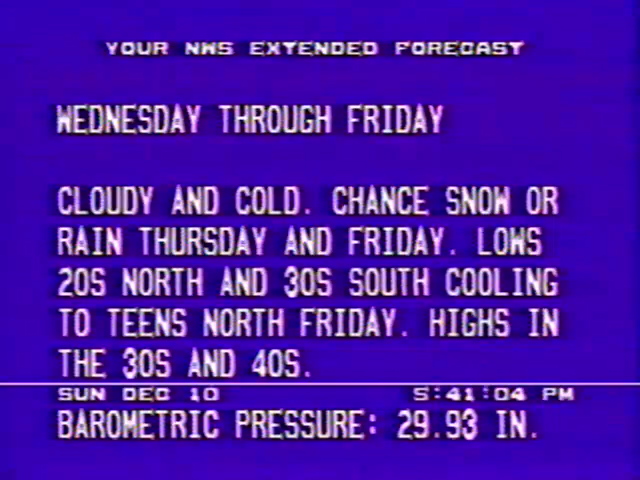 YOUR NWS EXTENDED FORECAST
WEDNESDAY THROUGH FRIDAY
CLOUDY AND COLD. CHANCE SNOW OR
RAIN THURSDAY AND FRIDAY. LOWS
20S NORTH AND 30S SOUTH COOLING
TO TEENS NORTH FRIDAY. HIGHS IN
THE 30S AND 40S.
SUN DEC 10 5:41:04 PM
BAROMETRIC PRESSURE: 29.93 IN.